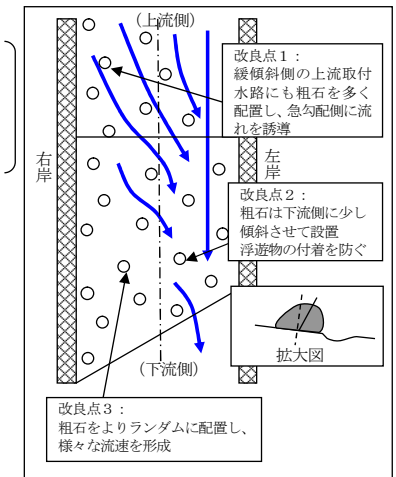 （上流側）
改良点１：
緩傾斜側の上流取付
水路にも粗石を多く
配置し、急勾配側に流
れを誘導
右岸
左岸
改良点２：
粗石は下流側に少し
傾斜させて設置
浮遊物の付着を防ぐ
拡大図
（下流側）
改良点３：
粗石をよりランダムに配置し、
様々な流速を形成